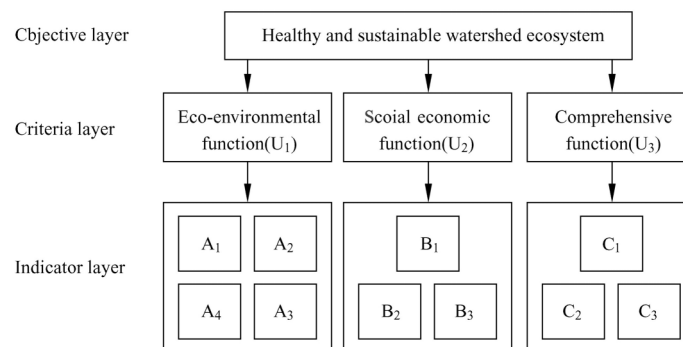 Cbjective layer
Healthy and sustainable watershed ecosystem
Criteria layer
Eco-environmental
function(U₁)
Scoial economic
function(U₂)
Comprehensive
function(U₃)
Indicator layer
A₁
A₂
B₁
C₁
A₄
A₃
B₂
B₃
C₂
C₃